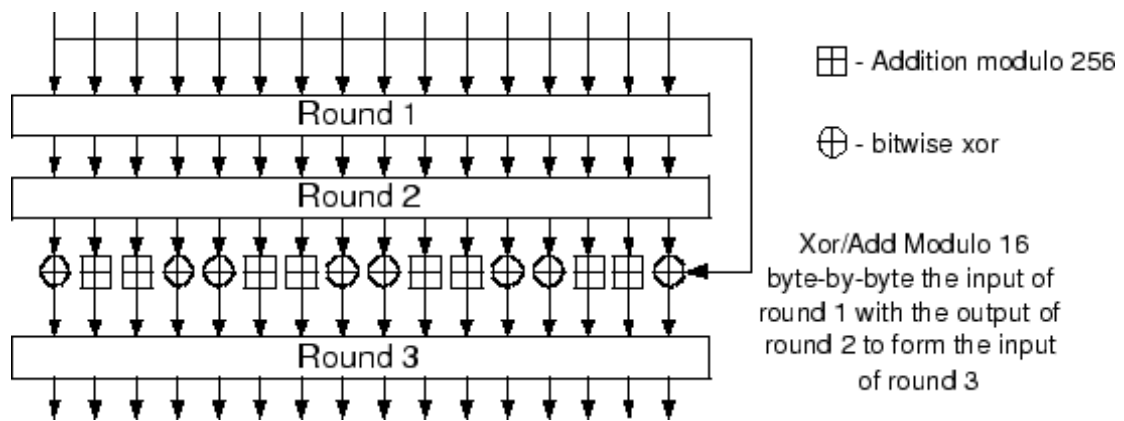 Round 1
Round 2
Round 3
- Addition modulo 256
- bitwise xor
Xor/Add Modulo 16
byte-by-byte the input of
round 1 with the output of
round 2 to form the input
of round 3